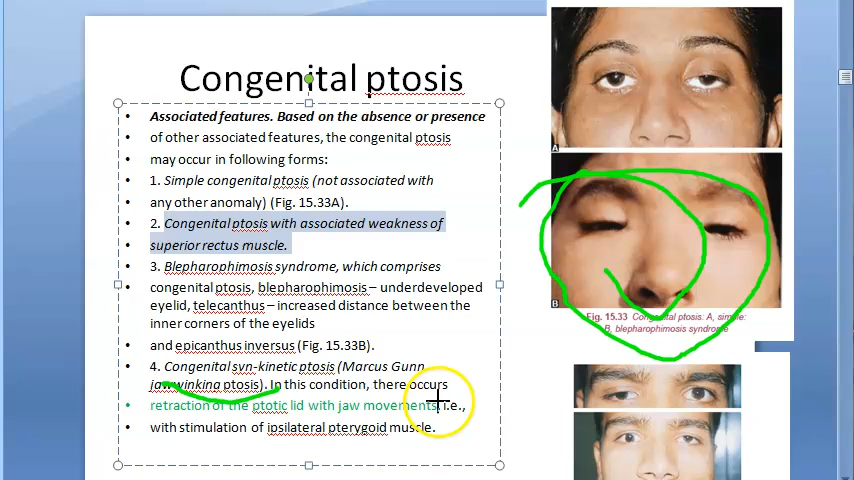 Congenital ptosis
• Associated features. Based on the absence or presence
• of other associated features, the congenital ptosis
• may occur in following forms:
• 1. Simple congenital ptosis (not associated with
• any other anomaly) (Fig. 15.33A).
• 2. Congenital ptosis with associated weakness of
• superior rectus muscle.
• 3. Blepharophimosis syndrome, which comprises
• congenital ptosis, blepharophimosis – underdeveloped
eyelid, telecanthus – increased distance between the
inner corners of the eyelids
• and epicanthus inversus (Fig. 15.33B).
• 4. Congenital syn-kinetic ptosis (Marcus Gunn
jaw winking ptosis). In this condition, there occurs
• retraction of the ptotic lid with jaw movements, i.e.,
• with stimulation of ipsilateral pterygoid muscle.
A
B
Fig. 15.33 Congenital ptosis: A, simple:
B, blepharophimosis syndrome